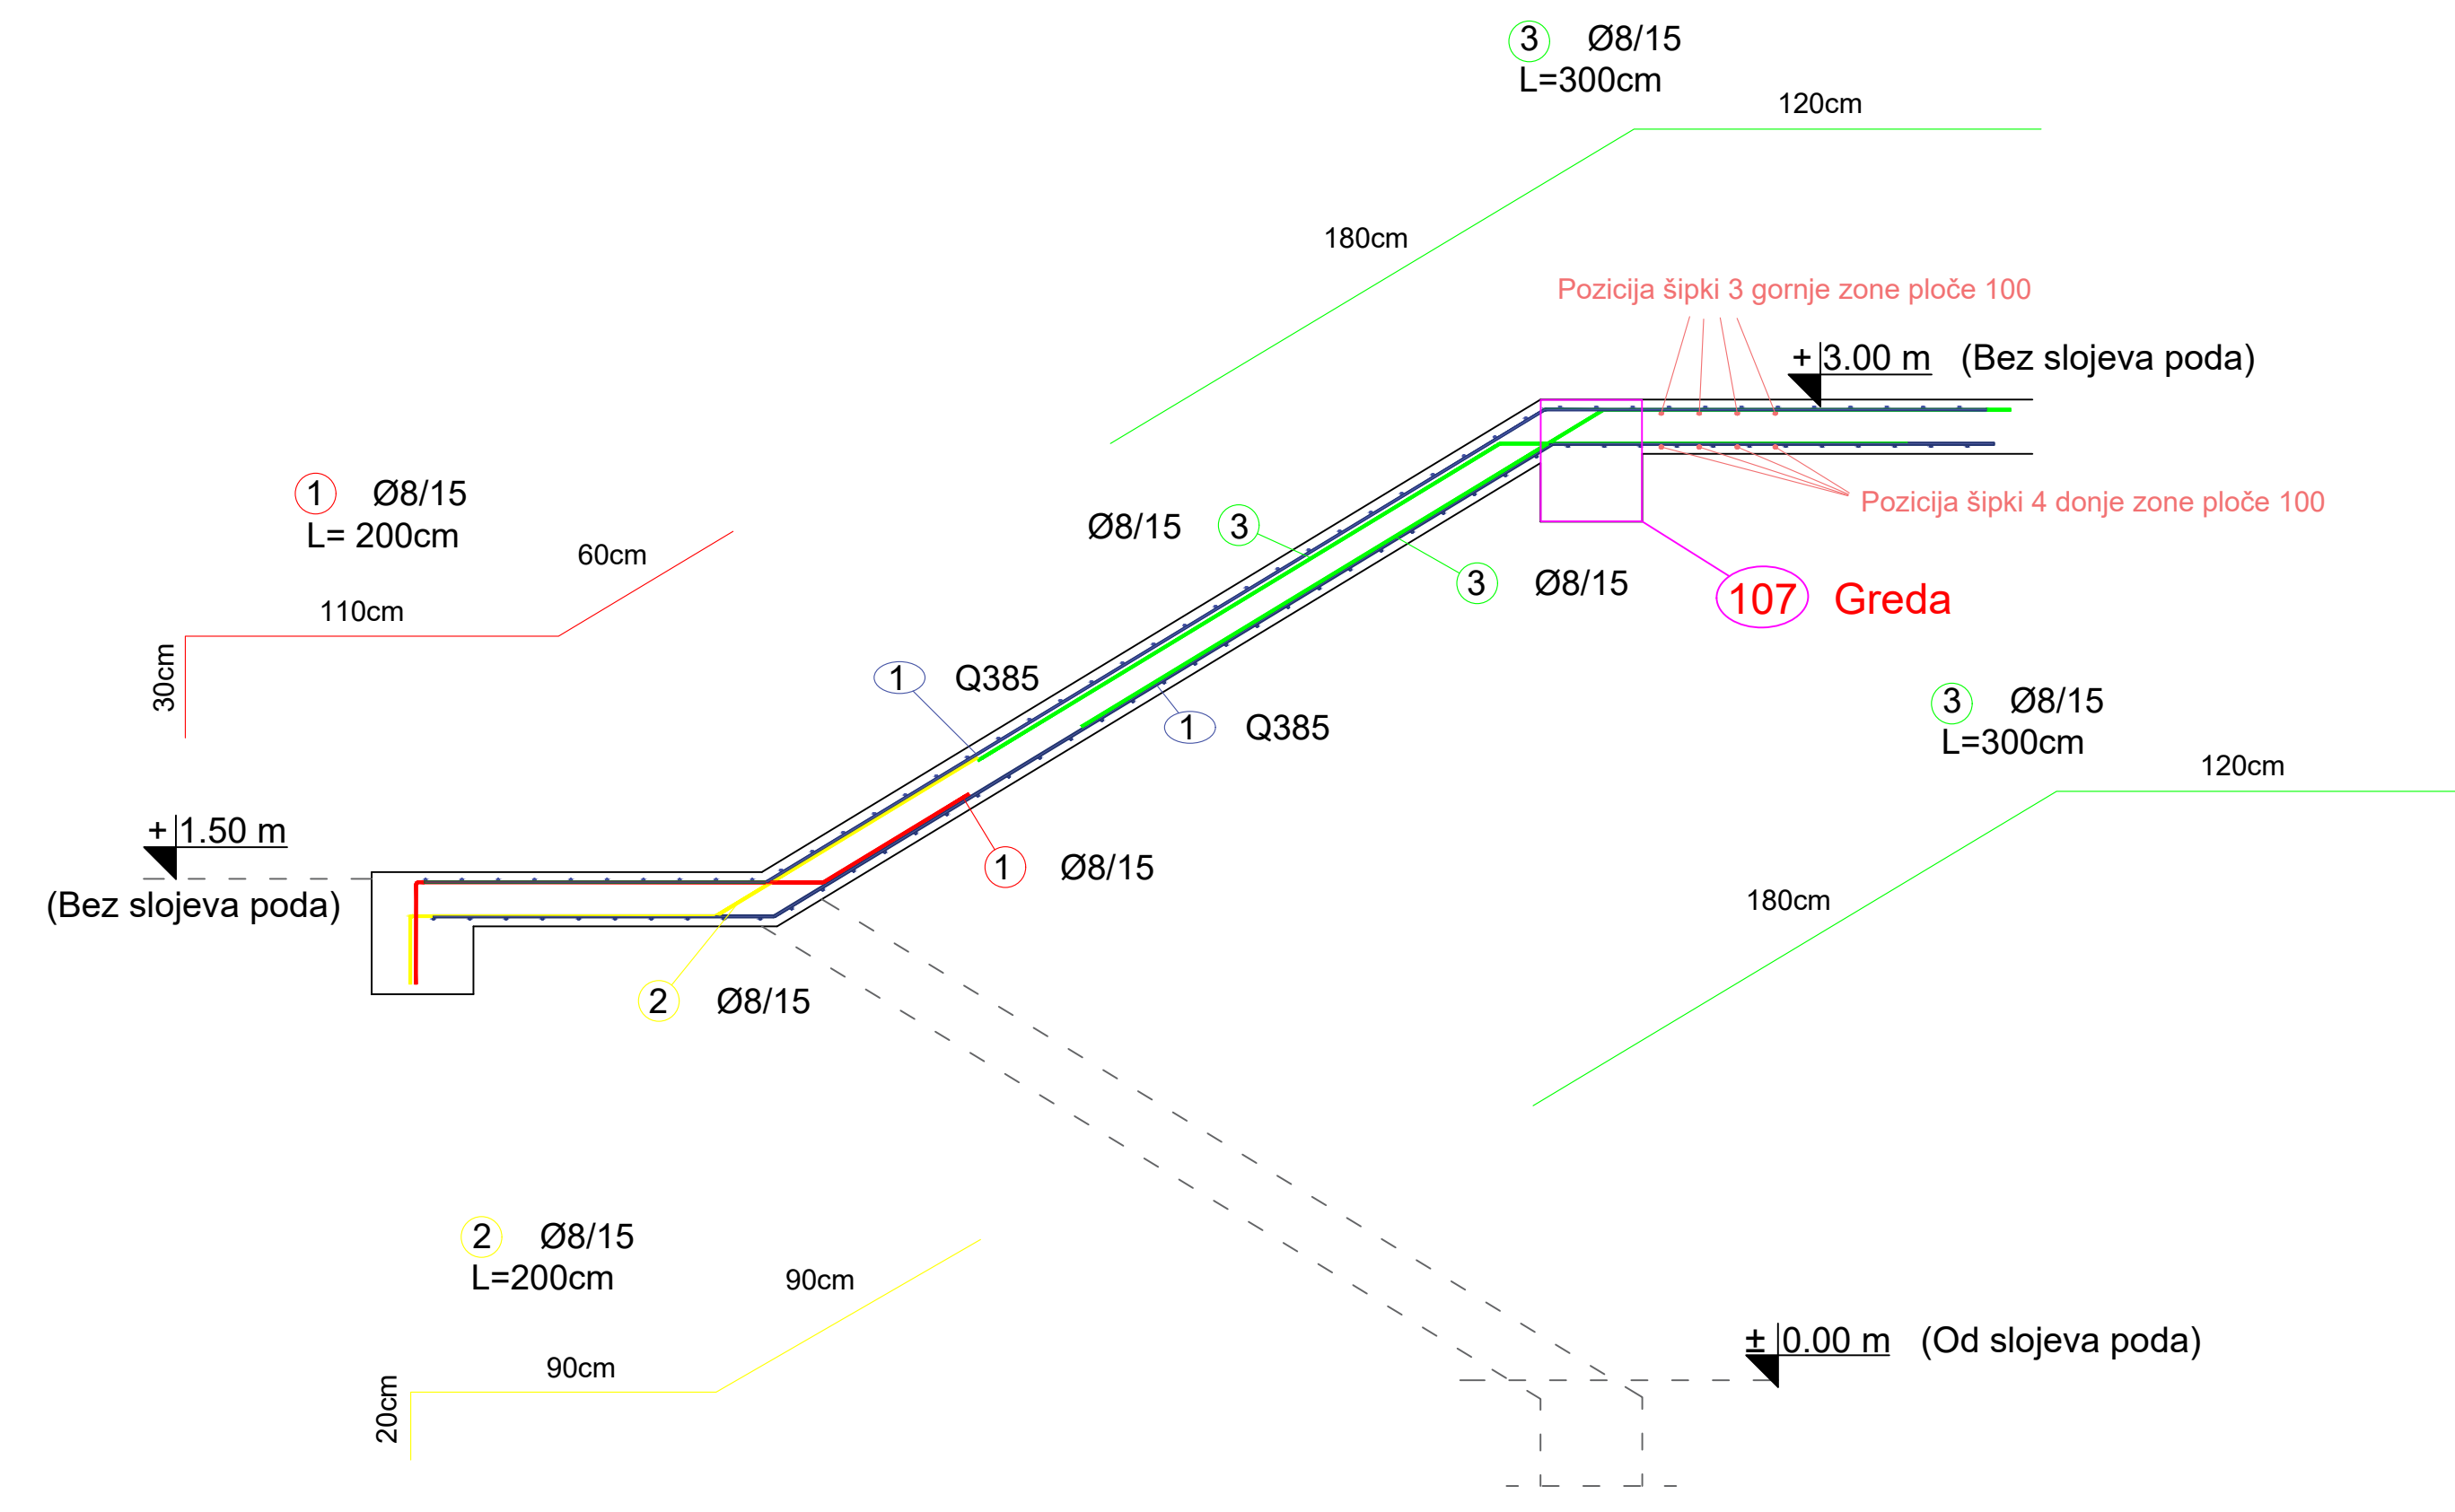 3 Ø8/15
L=300cm
120cm
180cm
Pozicija šipki 3 gornje zone ploče 100
+ 3.00 m (Bez slojeva poda)
1 Ø8/15
L= 200cm
60cm
110cm
30cm
Ø8/15 3
Pozicija šipki 4 donje zone ploče 100
3 Ø8/15
107 Greda
1 Q385
1 Q385
3 Ø8/15
L=300cm
120cm
180cm
+ 1.50 m
(Bez slojeva poda)
1 Ø8/15
2 Ø8/15
2 Ø8/15
L=200cm
90cm
90cm
20cm
± 0.00 m (Od slojeva poda)